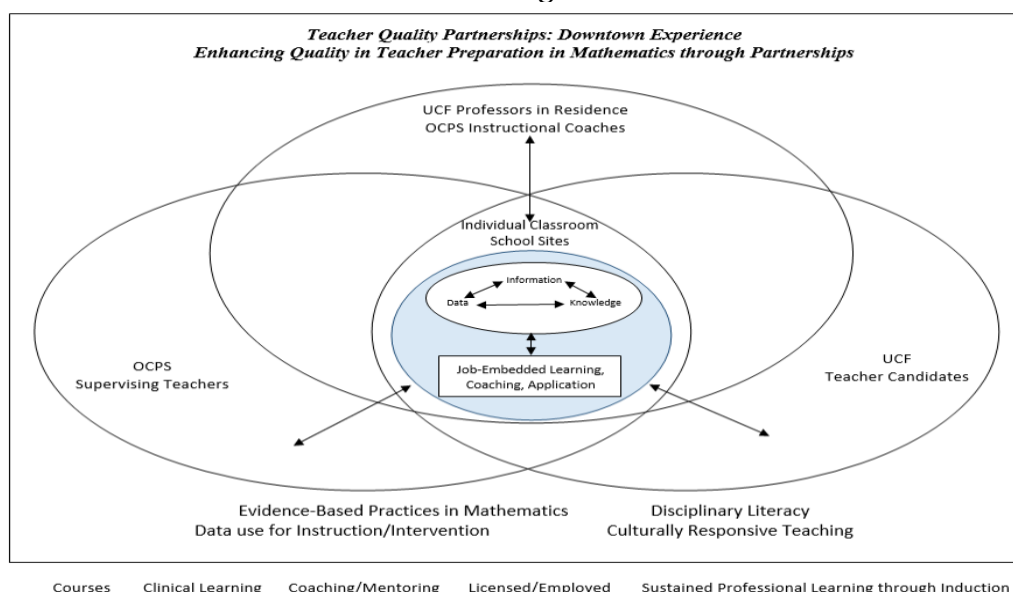 Teacher Quality Partnerships: Downtown Experience
Enhancing Quality in Teacher Preparation in Mathematics through Partnerships
UCF Professors in Residence
OCPS Instructional Coaches
Individual Classroom
School Sites
Information
Data
Knowledge
Job-Embedded Learning,
Coaching, Application
OCPS
Supervising Teachers
UCF
Teacher Candidates
Evidence-Based Practices in Mathematics
Data use for Instruction/Intervention
Disciplinary Literacy
Culturally Responsive Teaching
Courses Clinical Learning Coaching/Mentoring Licensed/Employed Sustained Professional Learning through Induction